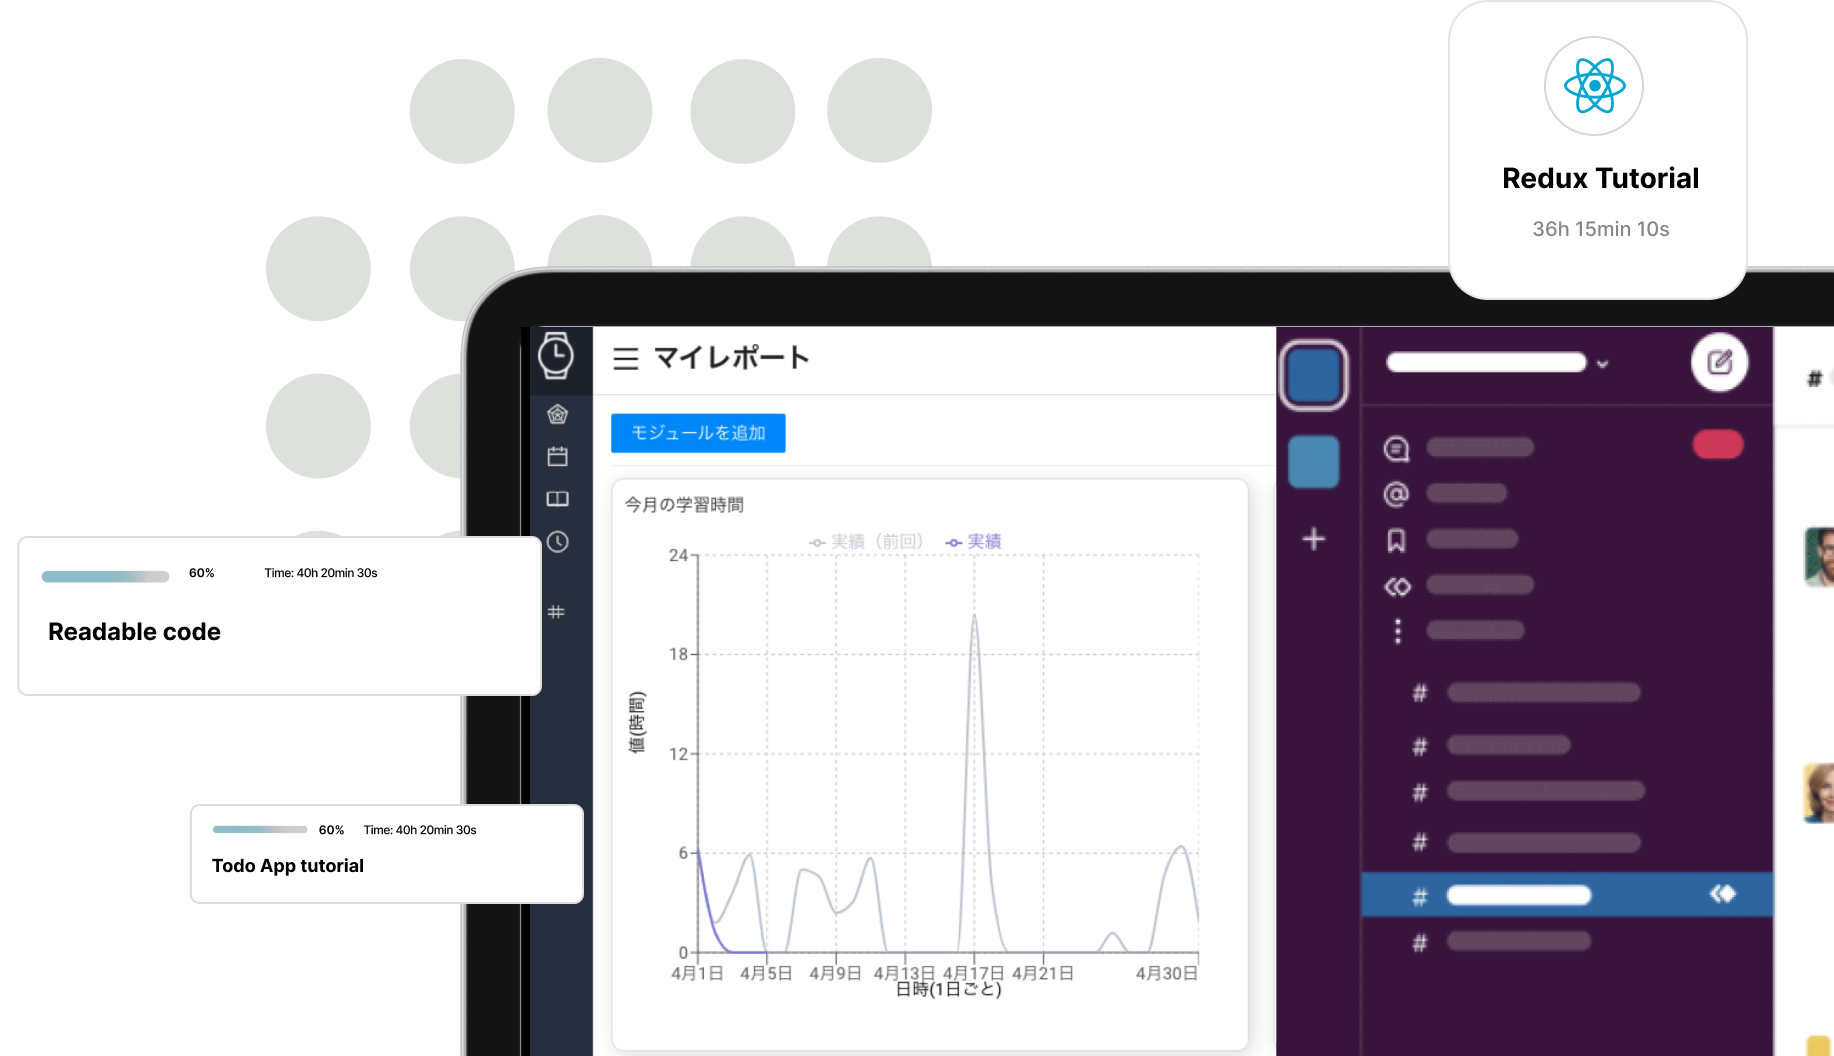 Redux Tutorial
36h 15min 10s
マイレポート
モジュールを追加
今月の学習時間
実績（前回） 実績
24
18
12
6
0
値(時間)
4月1日 4月5日 4月9日 4月13日 4月17日 4月21日 4月30日
日時(1日ごと)
60% Time: 40h 20min 30s
Readable code
60% Time: 40h 20min 30s
Todo App tutorial
#
@
#
#
#
#
#
#
#